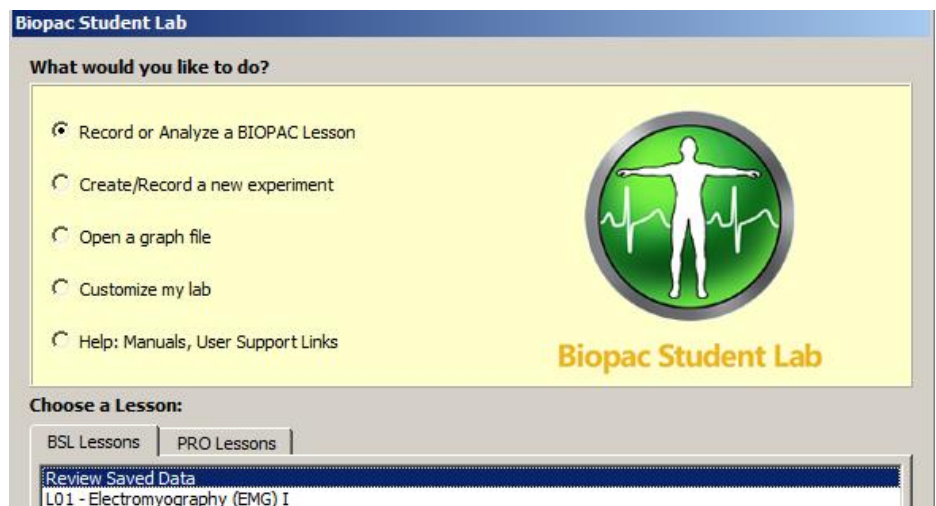 Biopac Student Lab
What would you like to do?
Record or Analyze a BIOPAC Lesson
Create/Record a new experiment
Open a graph file
Customize my lab
Help: Manuals, User Support Links
Biopac Student Lab
Choose a Lesson:
BSL Lessons PRO Lessons
Review Saved Data
L01 - Electromyography (EMG) I